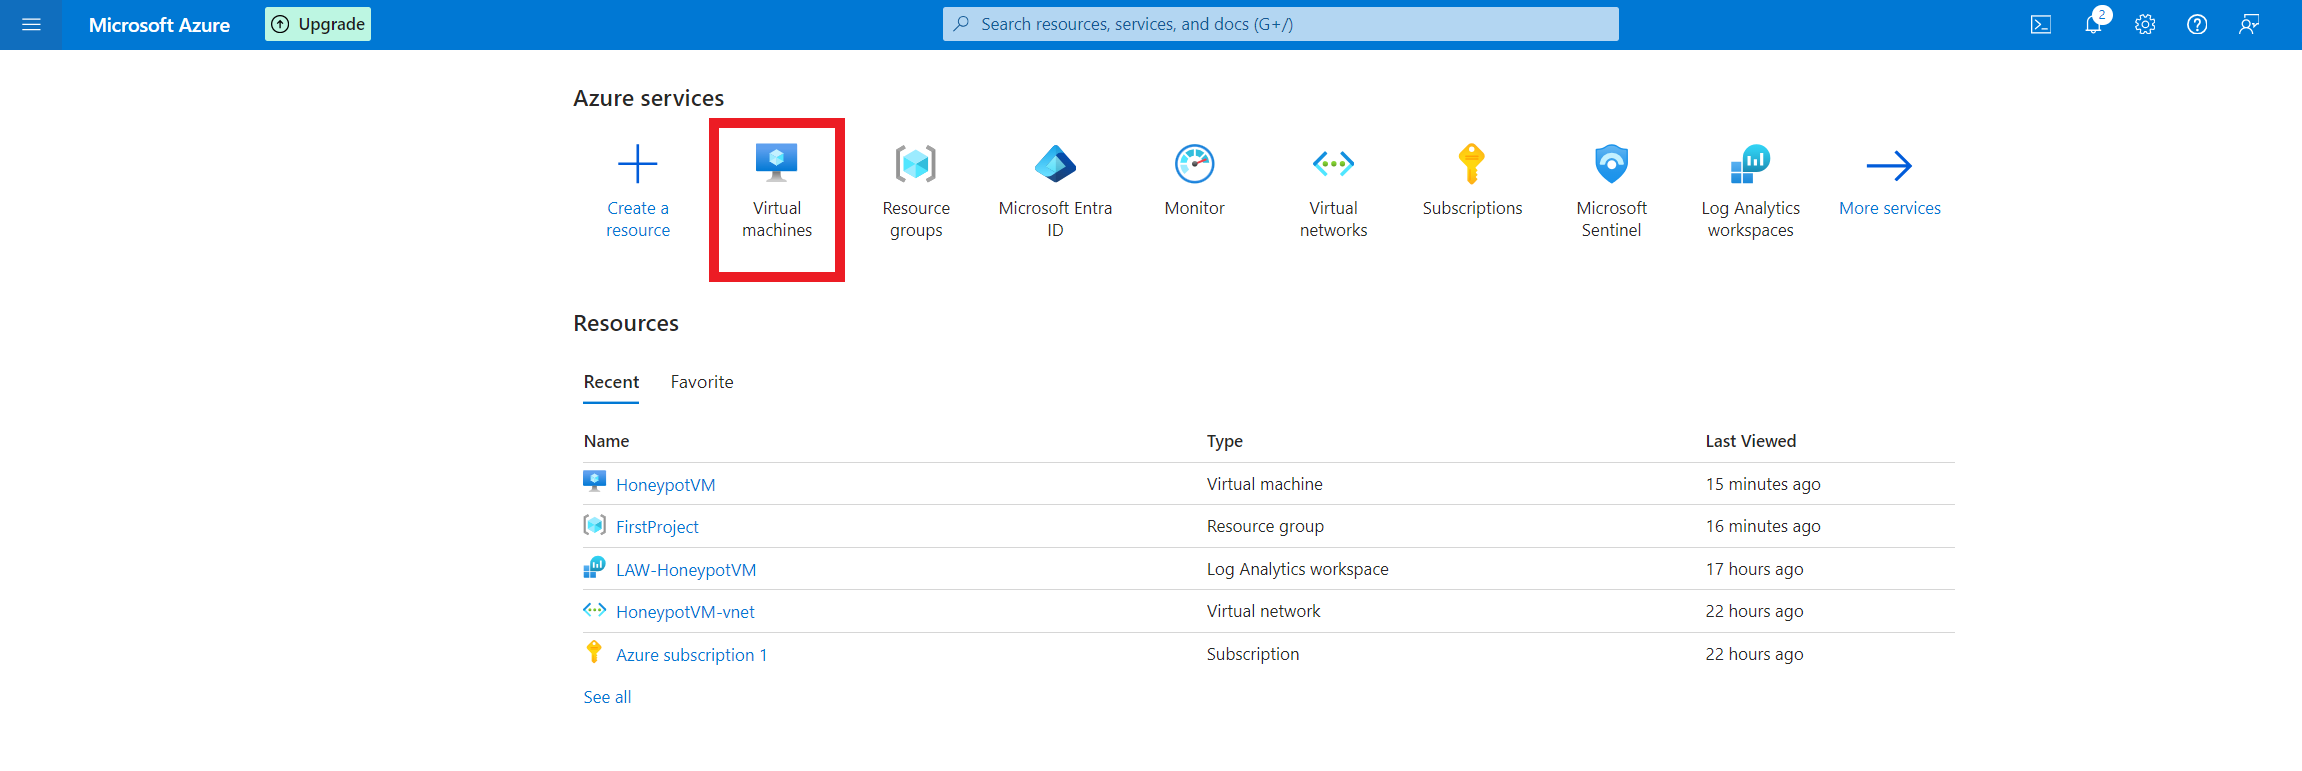 Microsoft Azure
Upgrade
Search resources, services, and docs (G+/)
2
Azure services
Create a resource
Virtual machines
Resource groups
Microsoft Entra ID
Monitor
Virtual networks
Subscriptions
Microsoft Sentinel
Log Analytics workspaces
More services
Resources
Recent Favorite
Name Type Last Viewed
HoneypotVM Virtual machine 15 minutes ago
FirstProject Resource group 16 minutes ago
LAW-HoneypotVM Log Analytics workspace 17 hours ago
HoneypotVM-vnet Virtual network 22 hours ago
Azure subscription 1 Subscription 22 hours ago
See all